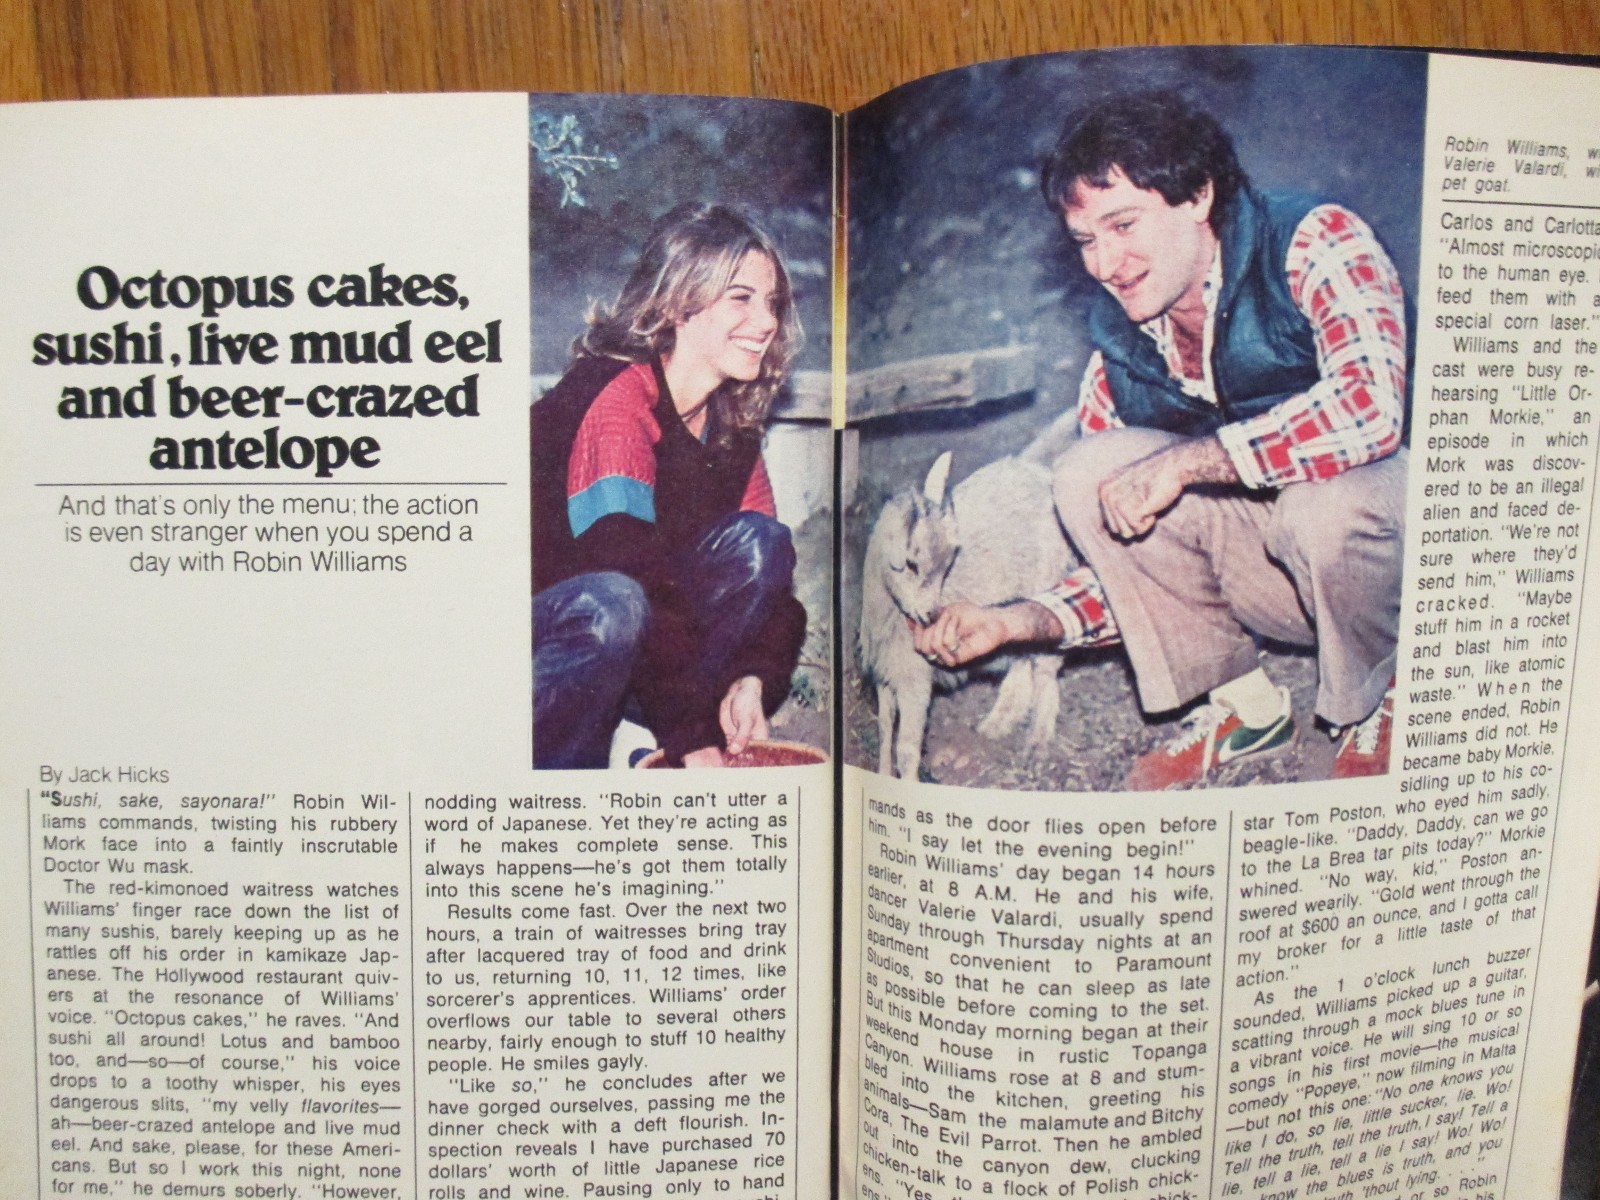 Octopus cakes,
sushi, live mud eel
and beer-crazed
antelope
And that's only the menu; the action
is even stranger when you spend a
day with Robin Williams
By Jack Hicks
"Sushi, sake, sayonara!" Robin Wil-
liams commands, twisting his rubbery
Mork face into a faintly inscrutable
Doctor Wu mask.
The red-kimonoed waitress watches
Williams' finger race down the list of
many sushis, barely keeping up as he
rattles off his order in kamikaze Jap-
anese. The Hollywood restaurant quiv-
ers at the resonance of Williams'
voice. "Octopus cakes," he raves. "And
sushi all around! Lotus and bamboo
too, and—so—of course," his voice
drops to a toothy whisper, his eyes
dangerous slits, "my velly flavorites—
ah—beer-crazed antelope and live mud
eel. And sake, please, for these Ameri-
cans. But so I work this night, none
for me," he demurs soberly. "However,
nodding waitress. "Robin can't utter a
word of Japanese. Yet they're acting as
if he makes complete sense. This
always happens—he's got them totally
into this scene he's imagining."
Results come fast. Over the next two
hours, a train of waitresses bring tray
after lacquered tray of food and drink
to us, returning 10, 11, 12 times, like
sorcerer's apprentices. Williams' order
overflows our table to several others
nearby, fairly enough to stuff 10 healthy
people. He smiles gayly.
"Like so," he concludes after we
have gorged ourselves, passing me the
dinner check with a deft flourish. In-
spection reveals I have purchased 70
dollars' worth of little Japanese rice
rolls and wine. Pausing only to hand
mands as the door flies open before
him. "I say let the evening begin!"
Robin Williams' day began 14 hours
earlier, at 8 A.M. He and his wife,
dancer Valerie Valardi, usually spend
Sunday through Thursday nights at an
apartment convenient to Paramount
Studios, so that he can sleep as late
as possible before coming to the set.
But this Monday morning began at their
weekend house in rustic Topanga
Canyon. Williams rose at 8 and stum-
bled into the kitchen, greeting his
animals—Sam the malamute and Bitchy
Cora, The Evil Parrot. Then he ambled
out into the canyon dew, clucking
chicken-talk to a flock of Polish chick-
ens. "Yes,
Robin Williams,
Valerie Valardi,
pet goat.
Carlos and Carlotta
"Almost microscopic
to the human eye.
feed them with a
special corn laser."
Williams and the
cast were busy re-
hearsing "Little Or-
phan Morkie," an
episode in which
Mork was discov-
ered to be an illegal
alien and faced de-
portation. "We're not
sure where they'd
send him," Williams
cracked. "Maybe
stuff him in a rocket
and blast him into
the sun, like atomic
waste." When the
scene ended, Robin
Williams did not. He
became baby Morkie,
sidling up to his co-
star Tom Poston, who eyed him sadly,
beagle-like. "Daddy, Daddy, can we go
to the La Brea tar pits today?" Morkie
whined. "No way, kid," Poston an-
swered wearily. "Gold went through the
roof at $600 an ounce, and I gotta call
my broker for a little taste of that
action."
As the 1 o'clock lunch buzzer
sounded, Williams picked up a guitar,
scatting through a mock blues tune in
a vibrant voice. He will sing 10 or so
songs in his first movie—the musical
comedy "Popeye," now filming in Malta
—but not this one: "No one knows you
like I do, so lie, little sucker, lie. Wo!
Tell the truth, tell the truth, I say! Tell a
lie, tell a lie, tell a lie I say! Wo! Wo!
know the blues is truth, and you
truth 'thout lying. . . ."
or so Robin